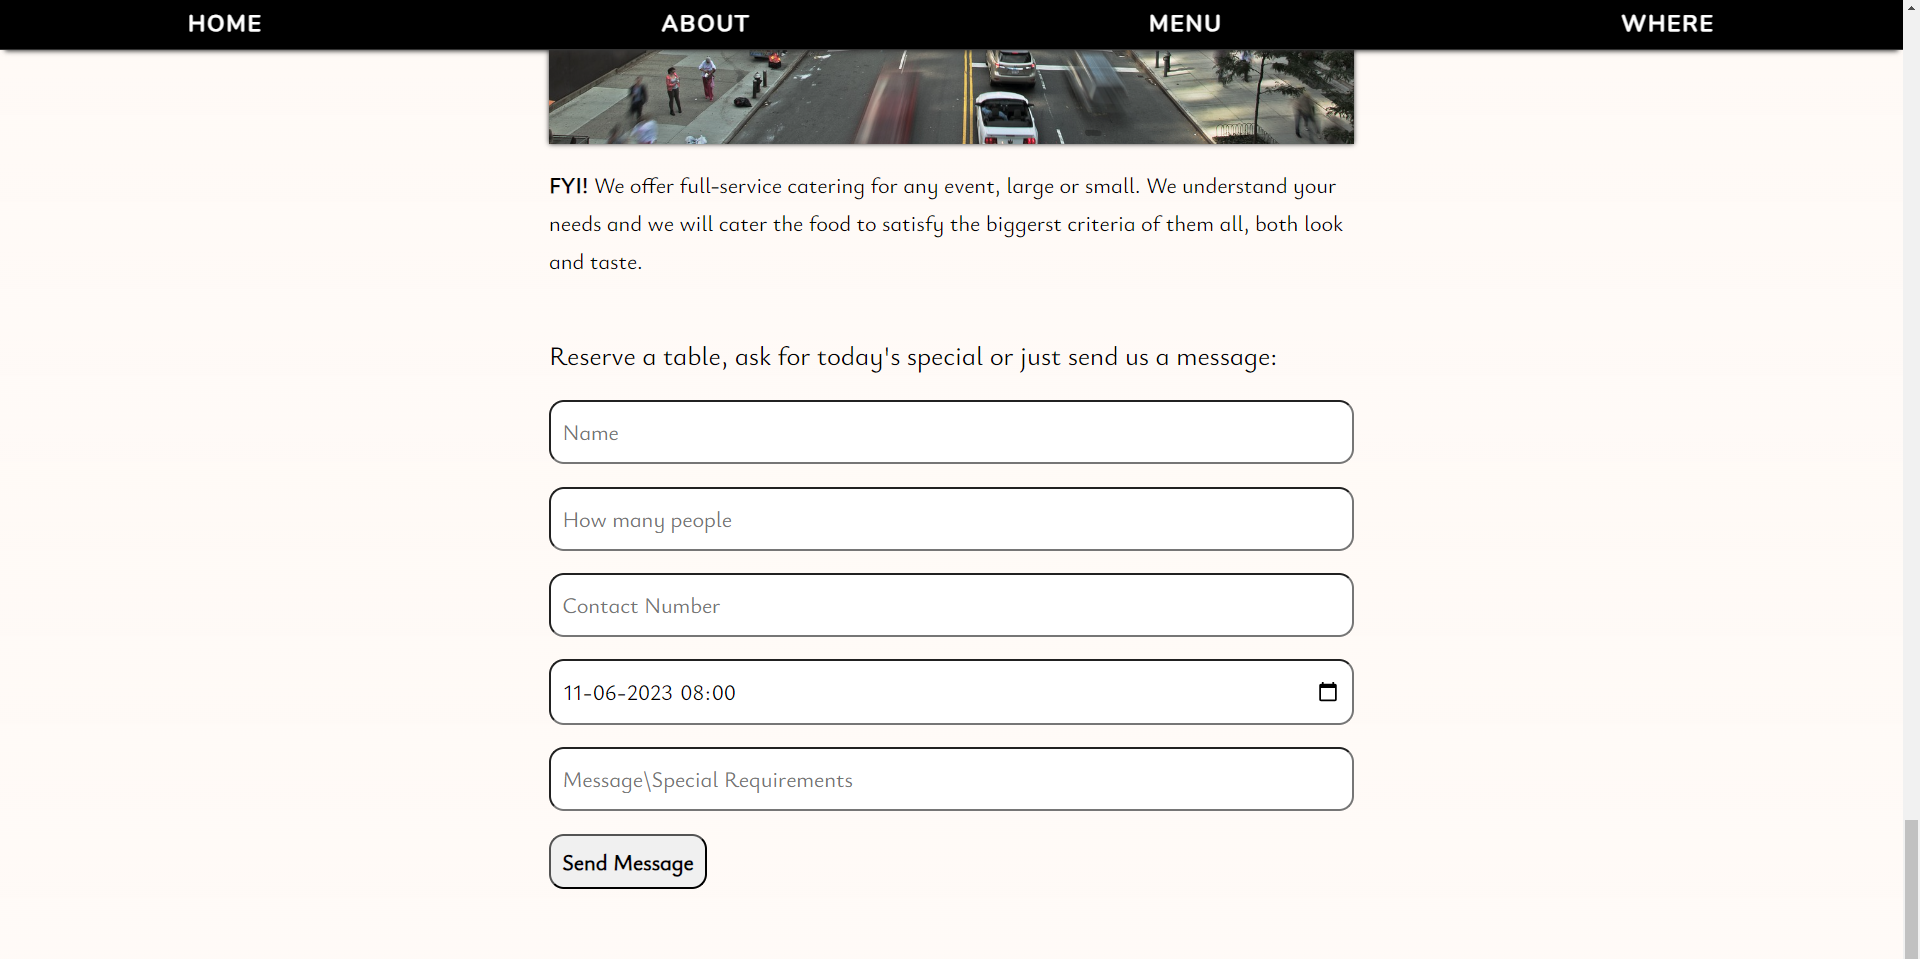 HOME ABOUT MENU WHERE
FYI! We offer full-service catering for any event, large or small. We understand your
needs and we will cater the food to satisfy the biggerst criteria of them all, both look
and taste.
Reserve a table, ask for today's special or just send us a message:
Name
How many people
Contact Number
11-06-2023 08:00
Message\Special Requirements
Send Message